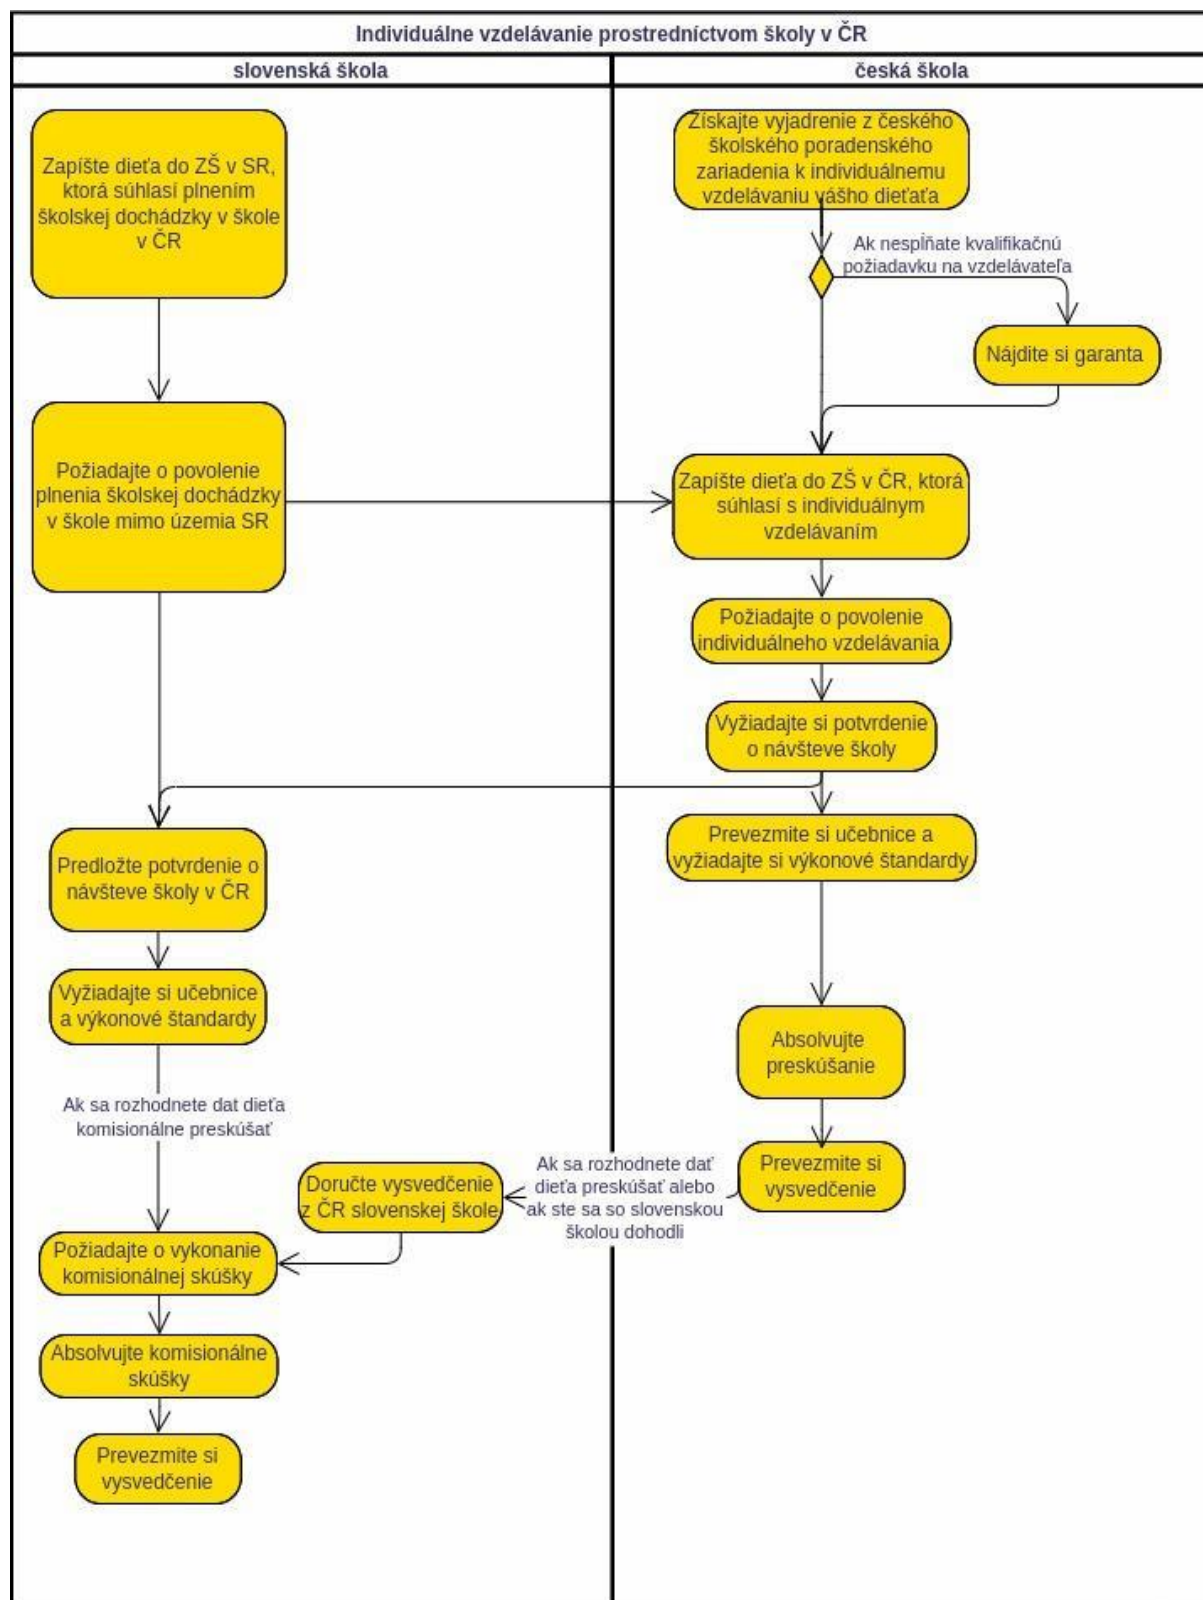 Individuálne vzdelávanie prostredníctvom školy v ČR
slovenská škola
česká škola
Zapíšte dieťa do ZŠ v SR,
ktorá súhlasí plnením
školskej dochádzky v škole
v ČR
Získajte vyjadrenie z českého
školského poradenského
zariadenia k individuálnemu
vzdelávaniu vášho dieťaťa
Ak nespĺňate kvalifikačnú
požiadavku na vzdelávateľa
Nájdite si garanta
Požiadajte o povolenie
plnenia školskej dochádzky
v škole mimo územia SR
Zapíšte dieťa do ZŠ v ČR, ktorá
súhlasí s individuálnym
vzdelávaním
Požiadajte o povolenie
individuálneho vzdelávania
Vyžiadajte si potvrdenie
o návšteve školy
Prevezmite si učebnice a
vyžiadajte si výkonové štandardy
Predložte potvrdenie o
návšteve školy v ČR
Vyžiadajte si učebnice
a výkonové štandardy
Absolvujte
preskúšanie
Ak sa rozhodnete dat dieťa
komisionálne preskúšať
Prevezmite si
vysvedčenie
Ak sa rozhodnete dať
dieťa preskúšať alebo
ak ste sa so slovenskou
školou dohodli
Doručte vysvedčenie
z ČR slovenskej škole
Požiadajte o vykonanie
komisionálnej skúšky
Absolvujte komisionálne
skúšky
Prevezmite si
vysvedčenie